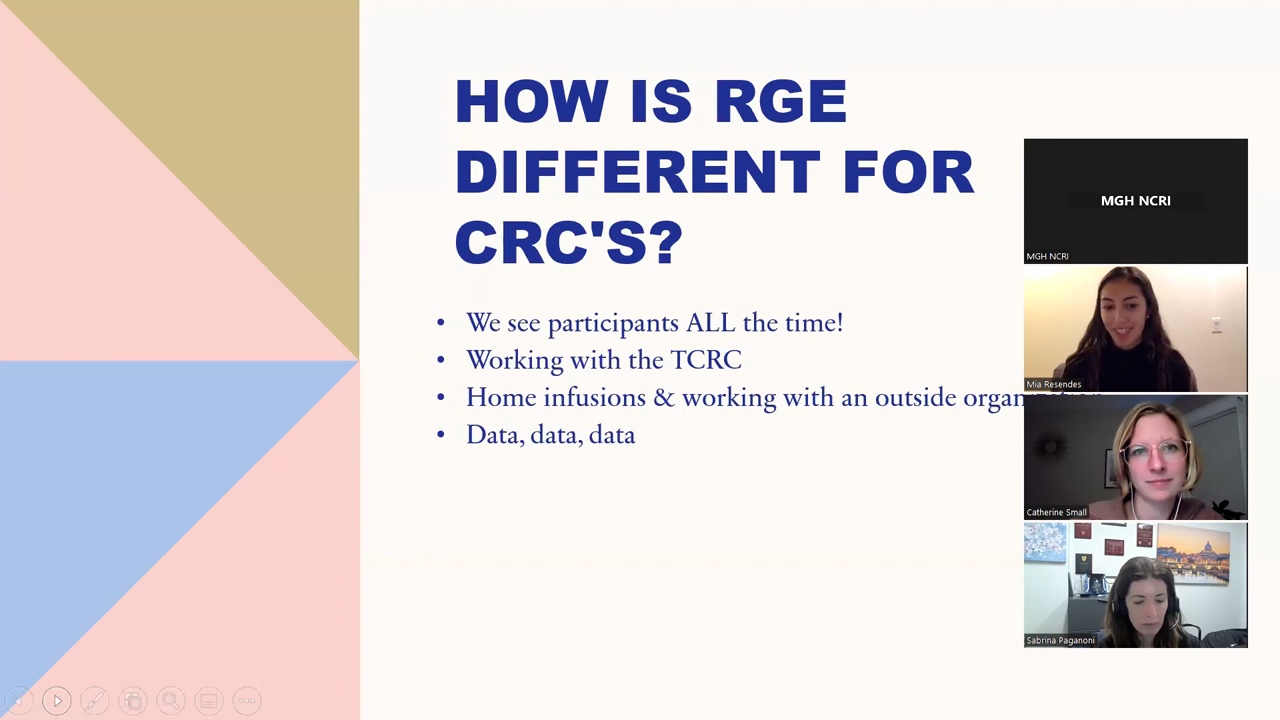 HOW IS RGE
DIFFERENT FOR
CRC'S?
• We see participants ALL the time!
• Working with the TCRC
• Home infusions & working with an outside
• Data, data, data
MGH NCRI
MGH NCRI
Mia Resendes
Catherine Small
Sabrina Paganoni